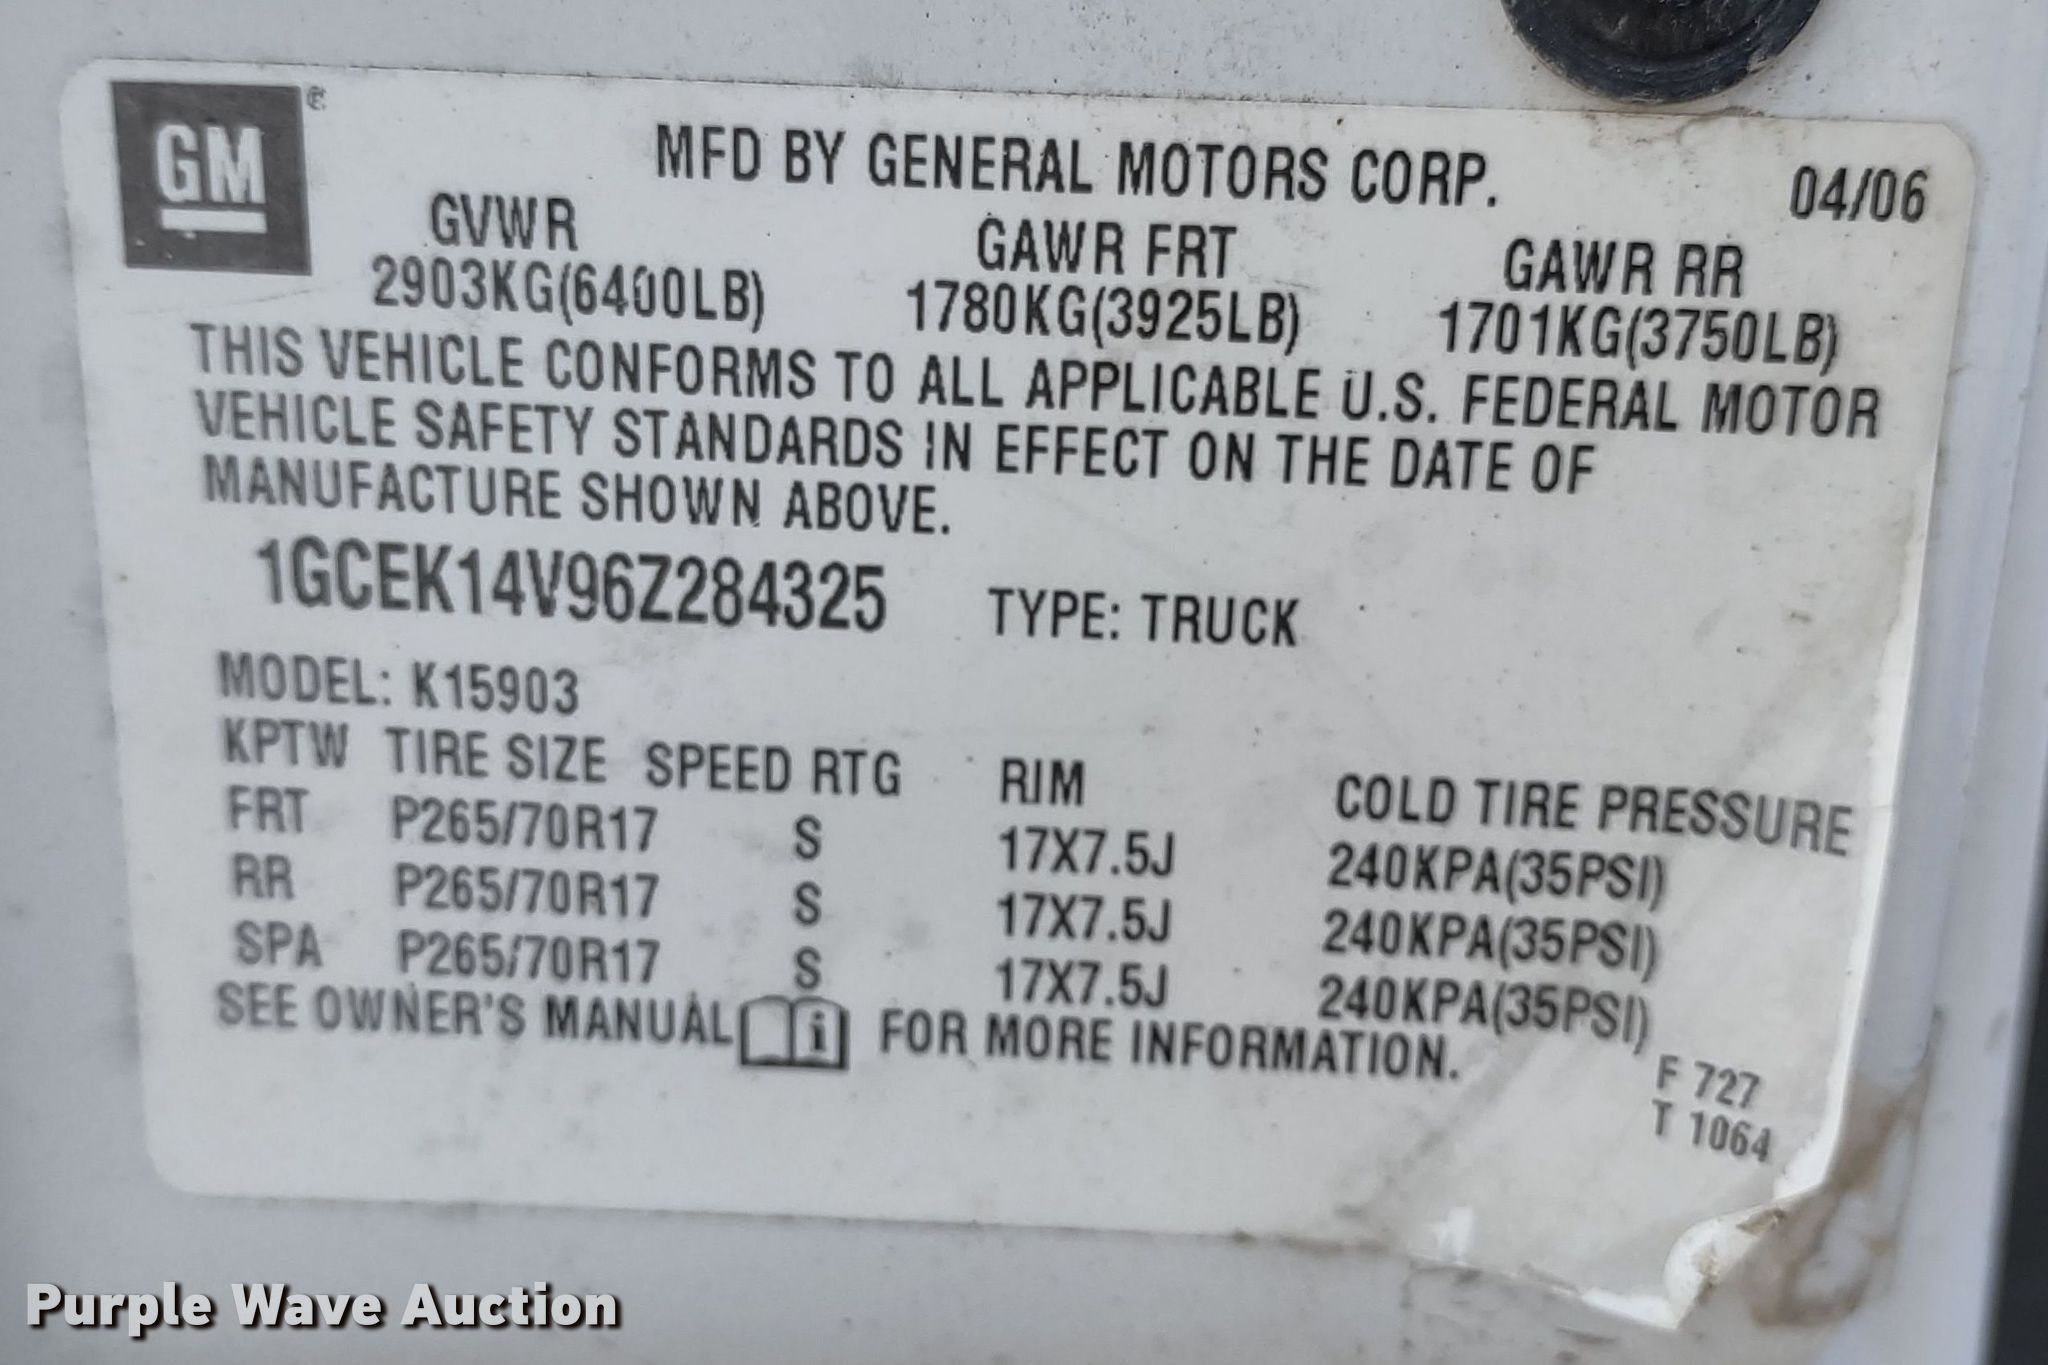 GM
MFD BY GENERAL MOTORS CORP. 04/06
GVWR GAWR FRT GAWR RR
2903KG(6400LB) 1780KG(3925LB) 1701KG(3750LB)
THIS VEHICLE CONFORMS TO ALL APPLICABLE U.S. FEDERAL MOTOR
VEHICLE SAFETY STANDARDS IN EFFECT ON THE DATE OF
MANUFACTURE SHOWN ABOVE.
1GCEK14V96Z284325 TYPE: TRUCK
MODEL: K15903
KPTW TIRE SIZE SPEED RTG RIM COLD TIRE PRESSURE
FRT P265/70R17 S 17X7.5J 240KPA(35PSI)
RR P265/70R17 S 17X7.5J 240KPA(35PSI)
SPA P265/70R17 S 17X7.5J 240KPA(35PSI)
SEE OWNER'S MANUAL i FOR MORE INFORMATION.
F 727
T 1064
Purple Wave Auction